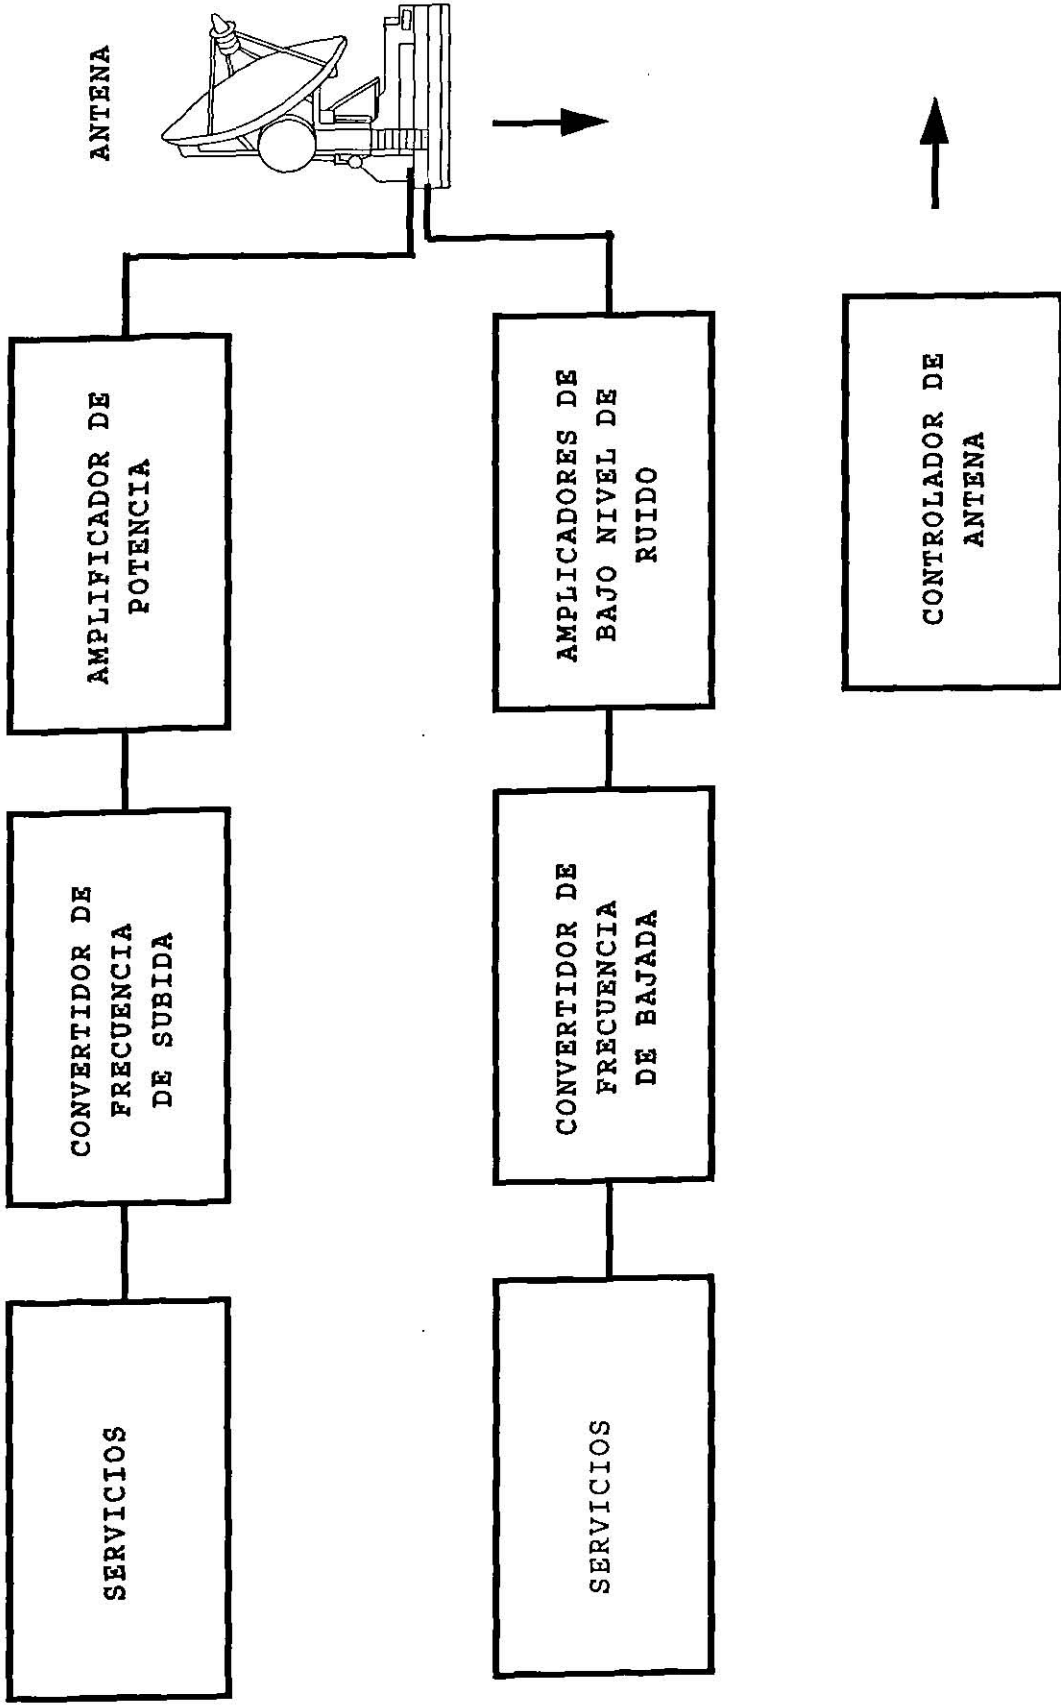 SERVICIOS
CONVERTIDOR DE
FRECUENCIA
DE SUBIDA
AMPLIFICADOR DE
POTENCIA
ANTENA
SERVICIOS
CONVERTIDOR DE
FRECUENCIA
DE BAJADA
AMPLICADORES DE
BAJO NIVEL DE
RUIDO
CONTROLADOR DE
ANTENA